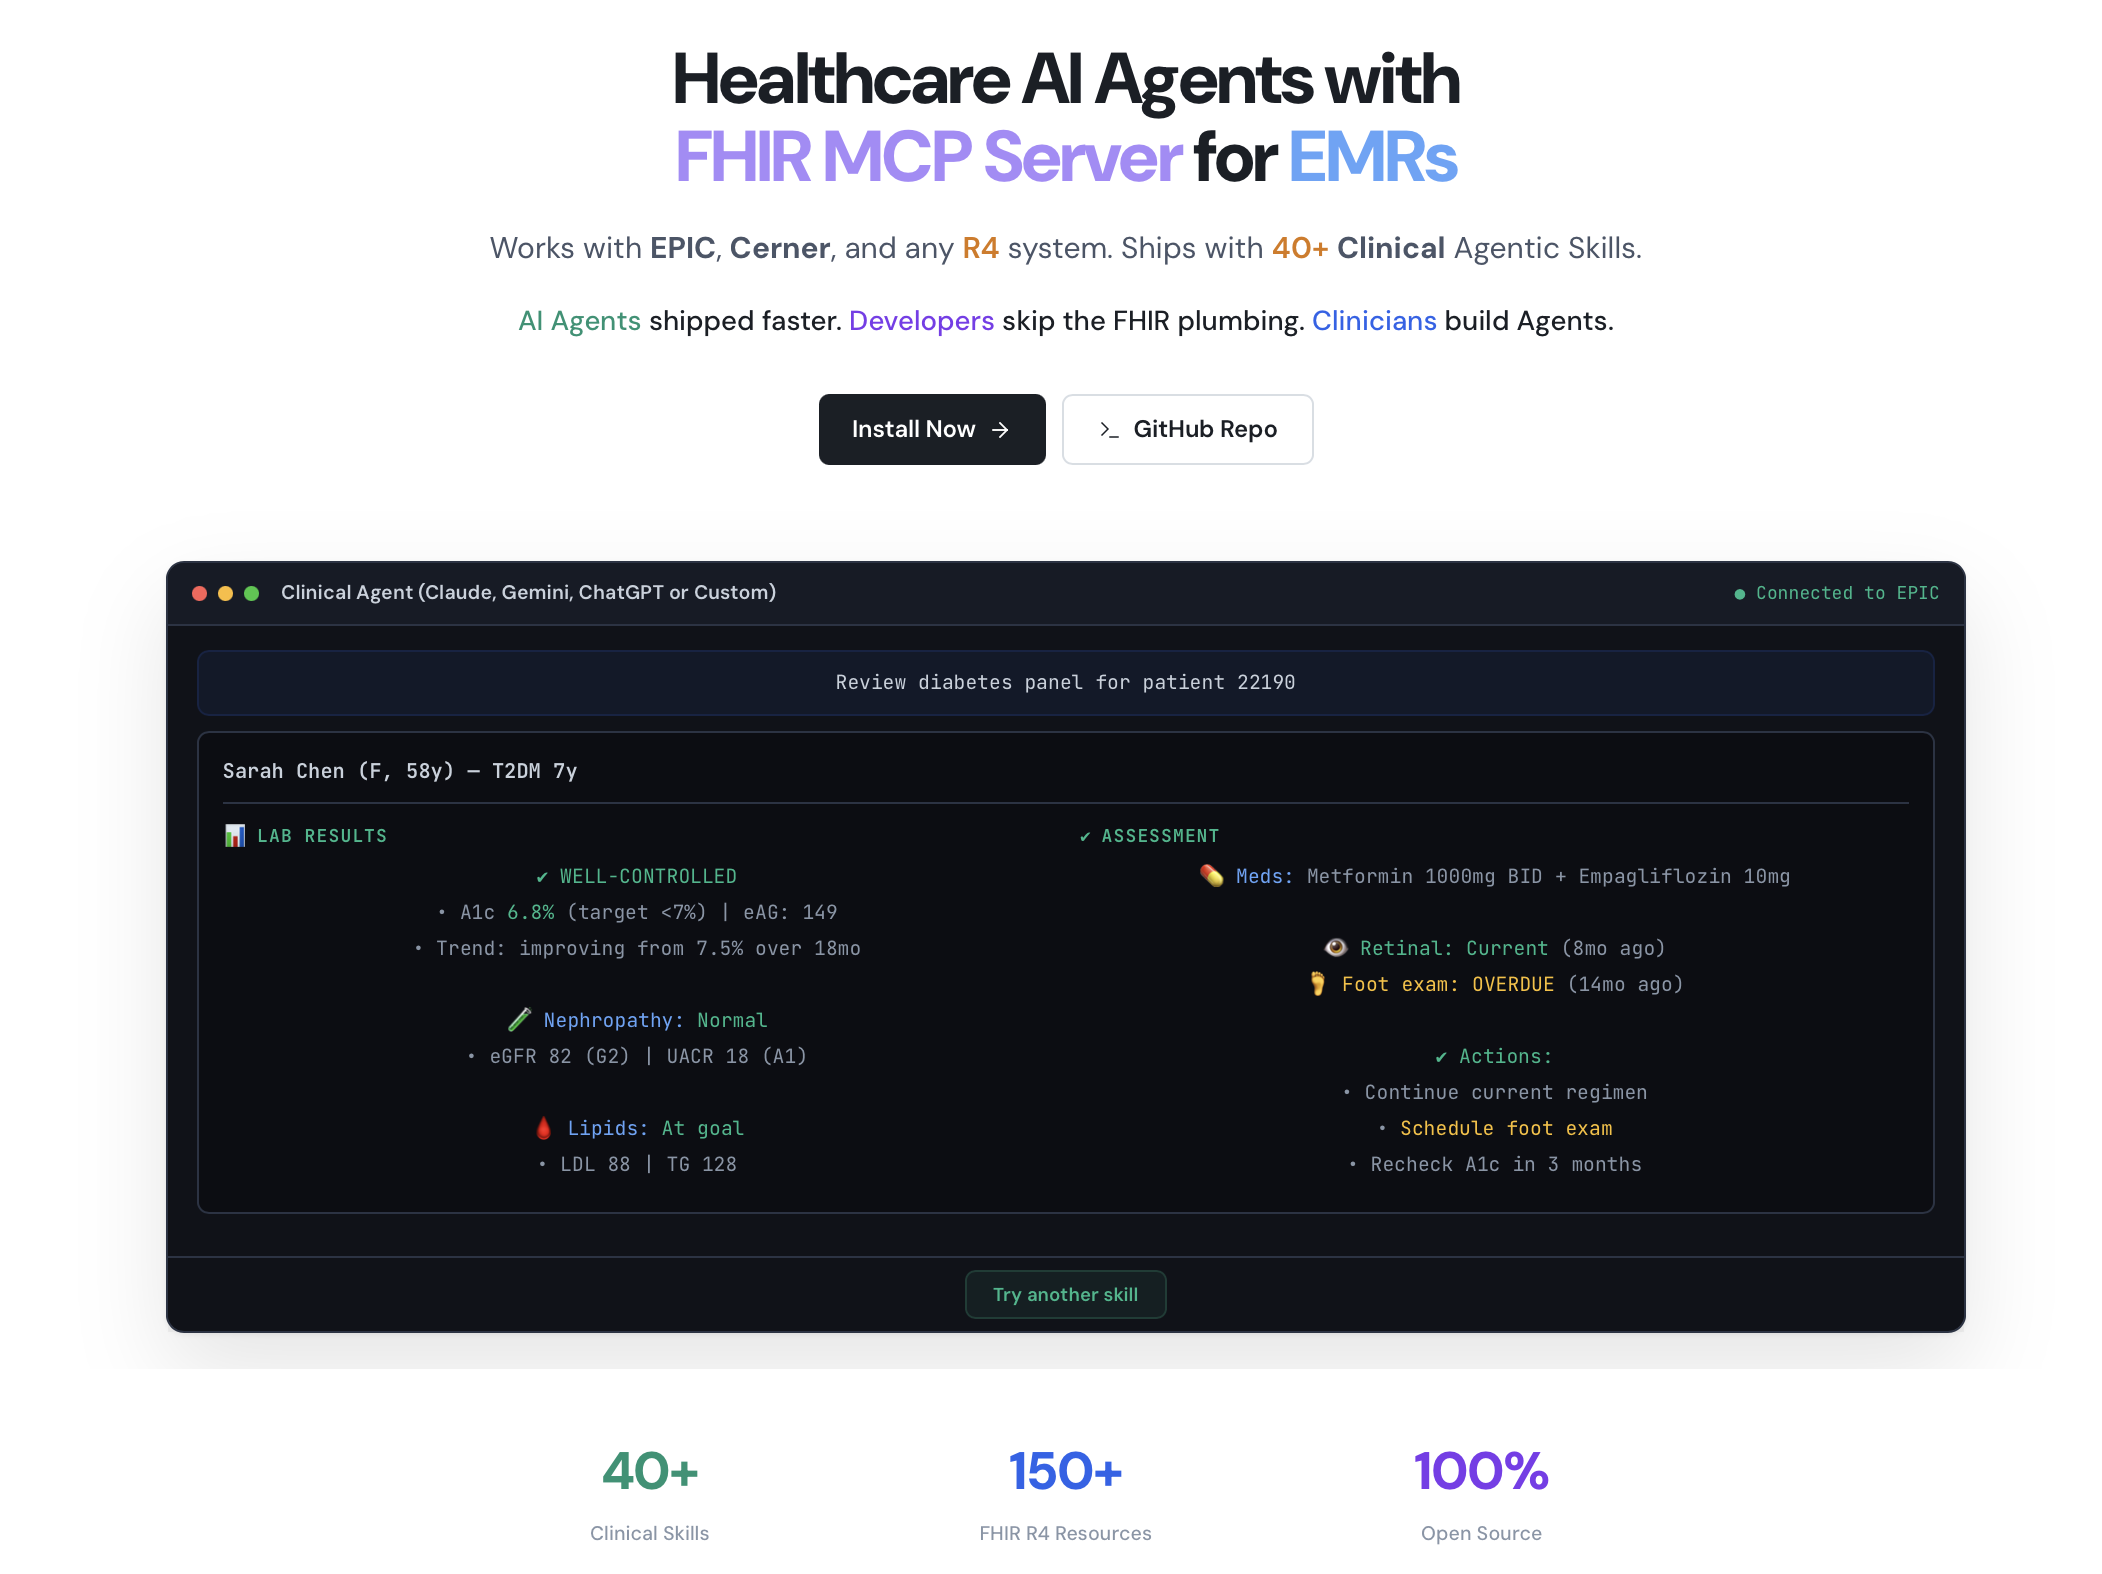 Healthcare AI Agents with
FHIR MCP Server for EMRs
Works with EPIC, Cerner, and any R4 system. Ships with 40+ Clinical Agentic Skills.
AI Agents shipped faster. Developers skip the FHIR plumbing. Clinicians build Agents.
Install Now →
GitHub Repo
Clinical Agent (Claude, Gemini, ChatGPT or Custom)
● Connected to EPIC
Review diabetes panel for patient 22190
Sarah Chen (F, 58y) — T2DM 7y
📊 LAB RESULTS
✔ WELL-CONTROLLED
• A1c 6.8% (target <7%) | eAG: 149
• Trend: improving from 7.5% over 18mo
🧪 Nephropathy: Normal
• eGFR 82 (G2) | UACR 18 (A1)
🩸 Lipids: At goal
• LDL 88 | TG 128
✔ ASSESSMENT
💊 Meds: Metformin 1000mg BID + Empagliflozin 10mg
👁️ Retinal: Current (8mo ago)
🦶 Foot exam: OVERDUE (14mo ago)
✔ Actions:
• Continue current regimen
• Schedule foot exam
• Recheck A1c in 3 months
Try another skill
40+
Clinical Skills
150+
FHIR R4 Resources
100%
Open Source